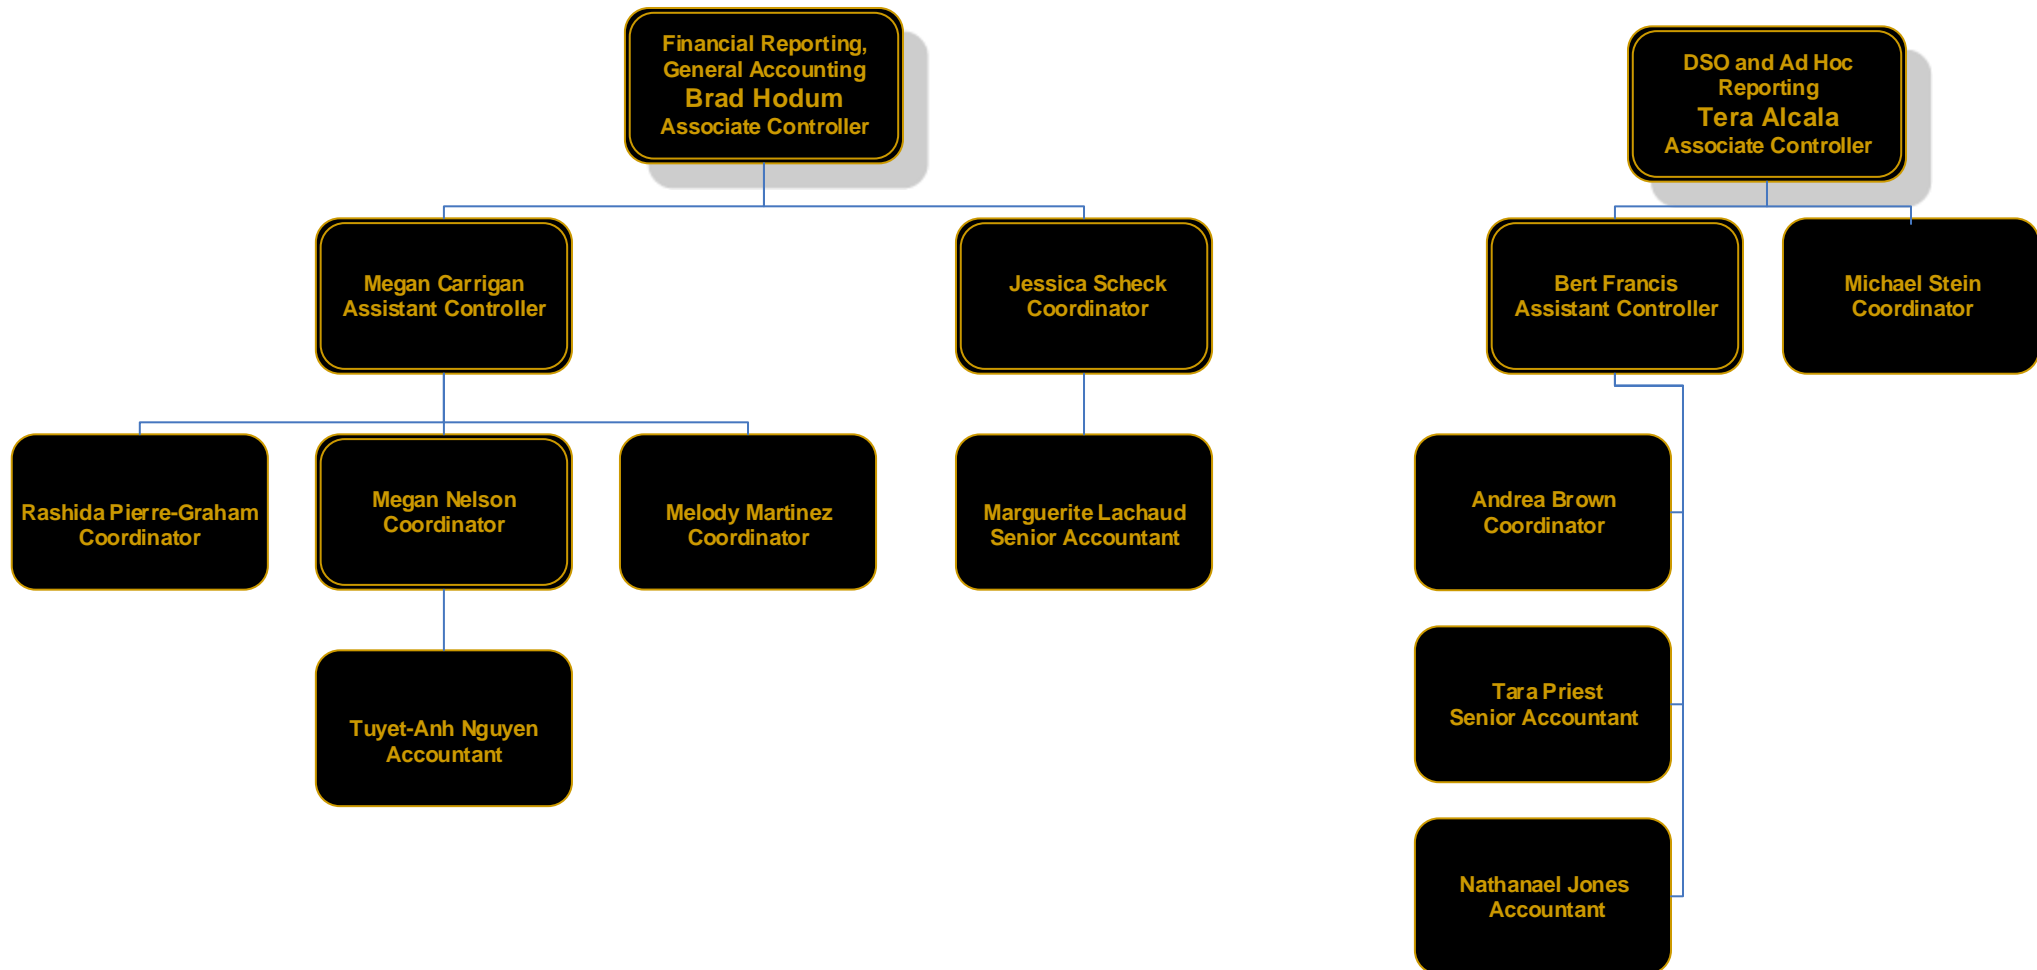 Financial Reporting,
General Accounting
Brad Hodum
Associate Controller
DSO and Ad Hoc
Reporting
Tera Alcala
Associate Controller
Megan Carrigan
Assistant Controller
Jessica Scheck
Coordinator
Bert Francis
Assistant Controller
Michael Stein
Coordinator
Rashida Pierre-Graham
Coordinator
Megan Nelson
Coordinator
Melody Martinez
Coordinator
Marguerite Lachaud
Senior Accountant
Andrea Brown
Coordinator
Tuyet-Anh Nguyen
Accountant
Tara Priest
Senior Accountant
Nathanael Jones
Accountant